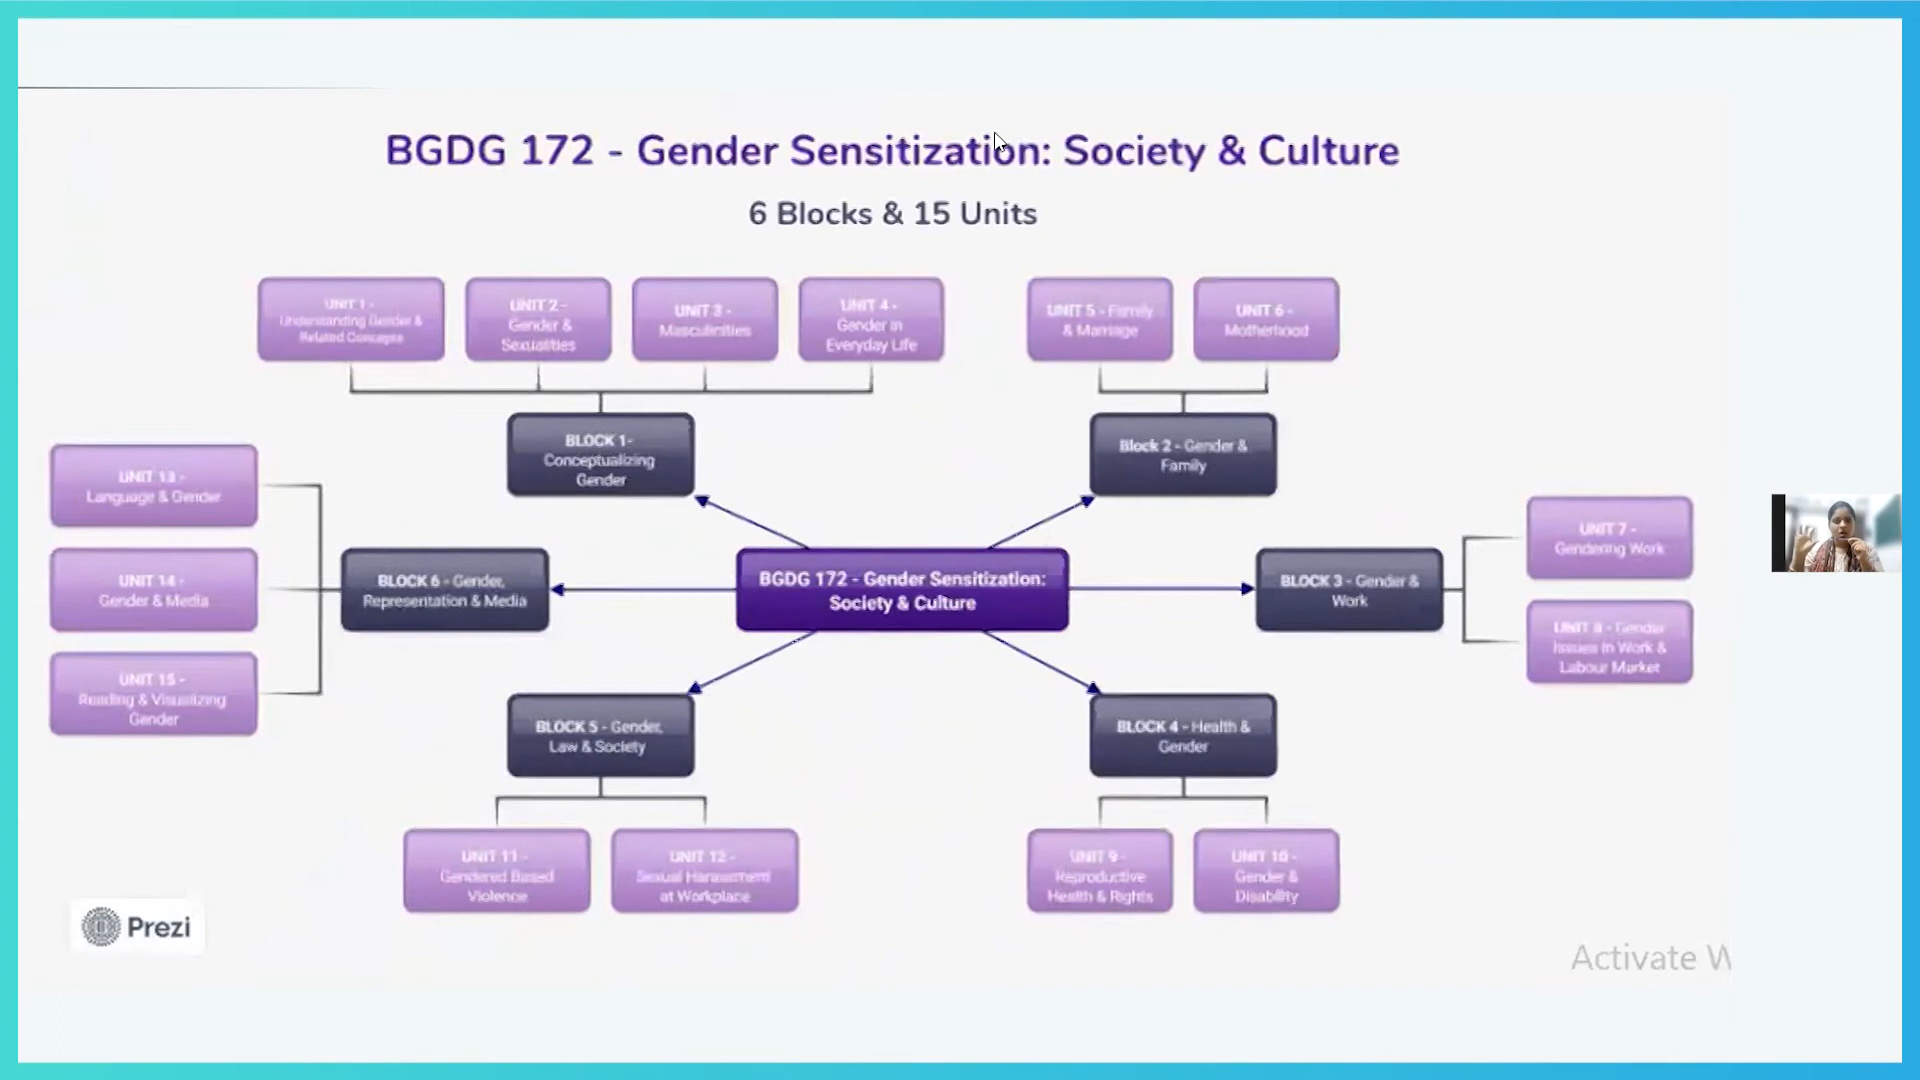 BGDG 172 - Gender Sensitization: Society & Culture
6 Blocks & 15 Units
UNIT 1 -
Understanding Gender &
Related Concepts
UNIT 2 -
Gender &
Sexualities
UNIT 3 -
Masculinities
UNIT 4 -
Gender in
Everyday Life
UNIT 5 - Family
& Marriage
UNIT 6 -
Motherhood
BLOCK 1-
Conceptualizing
Gender
Block 2 - Gender &
Family
UNIT 13 -
Language & Gender
UNIT 14 -
Gender & Media
UNIT 15 -
Reading & Visualizing
Gender
BLOCK 6 - Gender,
Representation & Media
BGDG 172 - Gender Sensitization:
Society & Culture
BLOCK 3 - Gender &
Work
UNIT 7 -
Gendering Work
UNIT 8 - Gender
Issues in Work &
Labour Market
BLOCK 5 - Gender,
Law & Society
BLOCK 4 - Health &
Gender
UNIT 11 -
Gendered Based
Violence
UNIT 12 -
Sexual Harassment
at Workplace
UNIT 9 -
Reproductive
Health & Rights
UNIT 10 -
Gender &
Disability
Prezi
Activate W